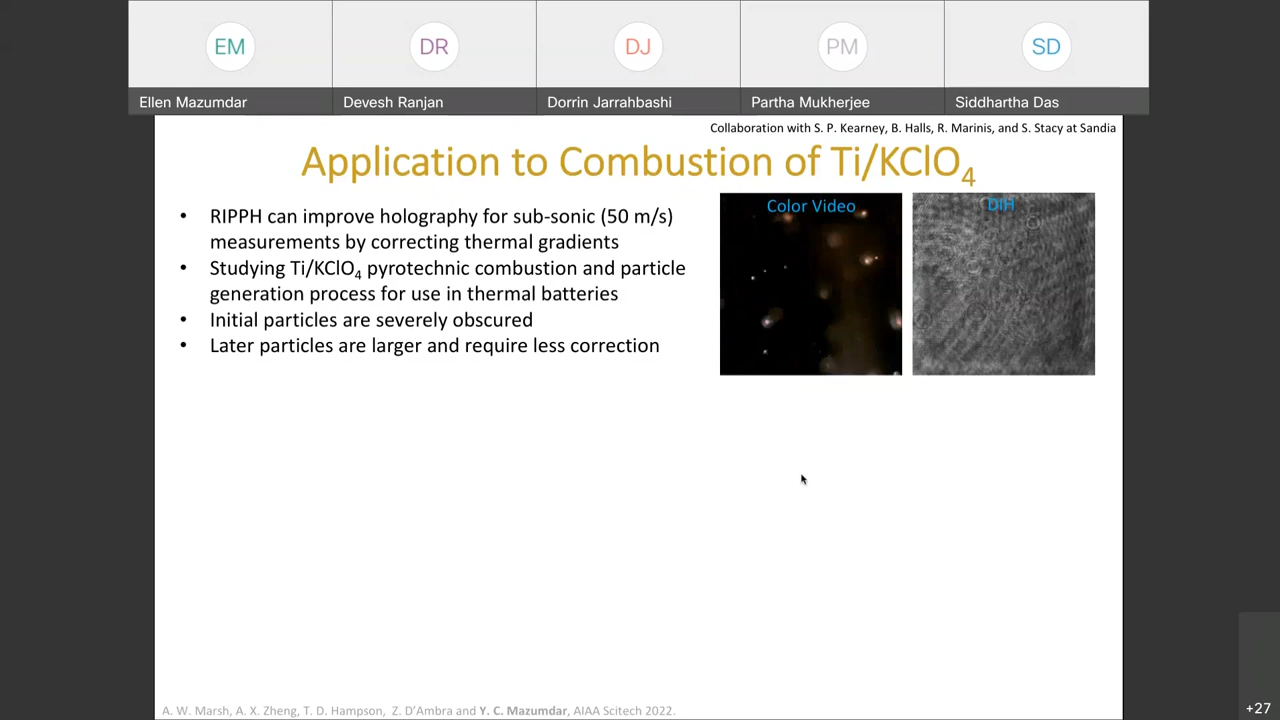 EM
DR
DJ
PM
SD
Ellen Mazumdar
Devesh Ranjan
Dorrin Jarrahbashi
Partha Mukherjee
Siddhartha Das
Collaboration with S. P. Kearney, B. Halls, R. Marinis, and S. Stacy at Sandia
Application to Combustion of Ti/KClO₄
• RIPPH can improve holography for sub-sonic (50 m/s)
measurements by correcting thermal gradients
• Studying Ti/KClO₄ pyrotechnic combustion and particle
generation process for use in thermal batteries
• Initial particles are severely obscured
• Later particles are larger and require less correction
Color Video
DIH
A. W. Marsh, A. X. Zheng, T. D. Hampson, Z. D’Ambra and Y. C. Mazumdar, AIAA Scitech 2022.
+27